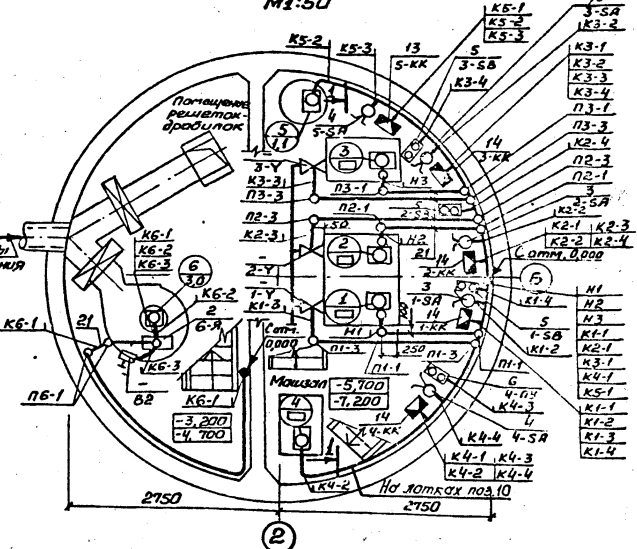 М1:50
К5-1
К5-2
К5-3
3-SA
К3-2
К5-2
К5-3
13
5-КК
5
3-SB
К3-4
К3-1
К3-2
К3-3
К3-4
П3-1
П3-3
К2-4
П2-3
П2-1
3
2-SA
К2-2
К2-1
К2-3
К2-2
К2-4
С отм. 0,000
Б
Помещение
решеток-
дробилок
5
1,1
1
4
5-SA
3
14
3-КК
3-Y
К3-3
П3-3
П3-1
Н3
5
2-SB
П2-3
К2-3
П2-1
SD
2
Н2
21
14
2-КК
2-Y
1-Y
К1-3
1
3
1-SA
К1-4
14
1-КК
5
1-SB
К1-2
Н1
Н2
Н3
К1-1
К2-1
К3-1
К4-1
К5-1
К1-1
К1-2
К1-3
К1-4
К6-1
К6-2
К6-3
6
3,0
К6-2
2
6-Я
К6-1
21
К6-3
П6-1
В2
К6-1
-3,200
-4,700
С отм.
0,000
Н1
П1-3
250
П1-1
П1-3
П1-1
Машзал
-5,700
-7,200
4
14
4-КК
6
К4-3
4
4-SA
К4-4
К4-1
К4-3
К4-2
К4-4
1
К4-2
На лотках поз.10
2750
2750
2